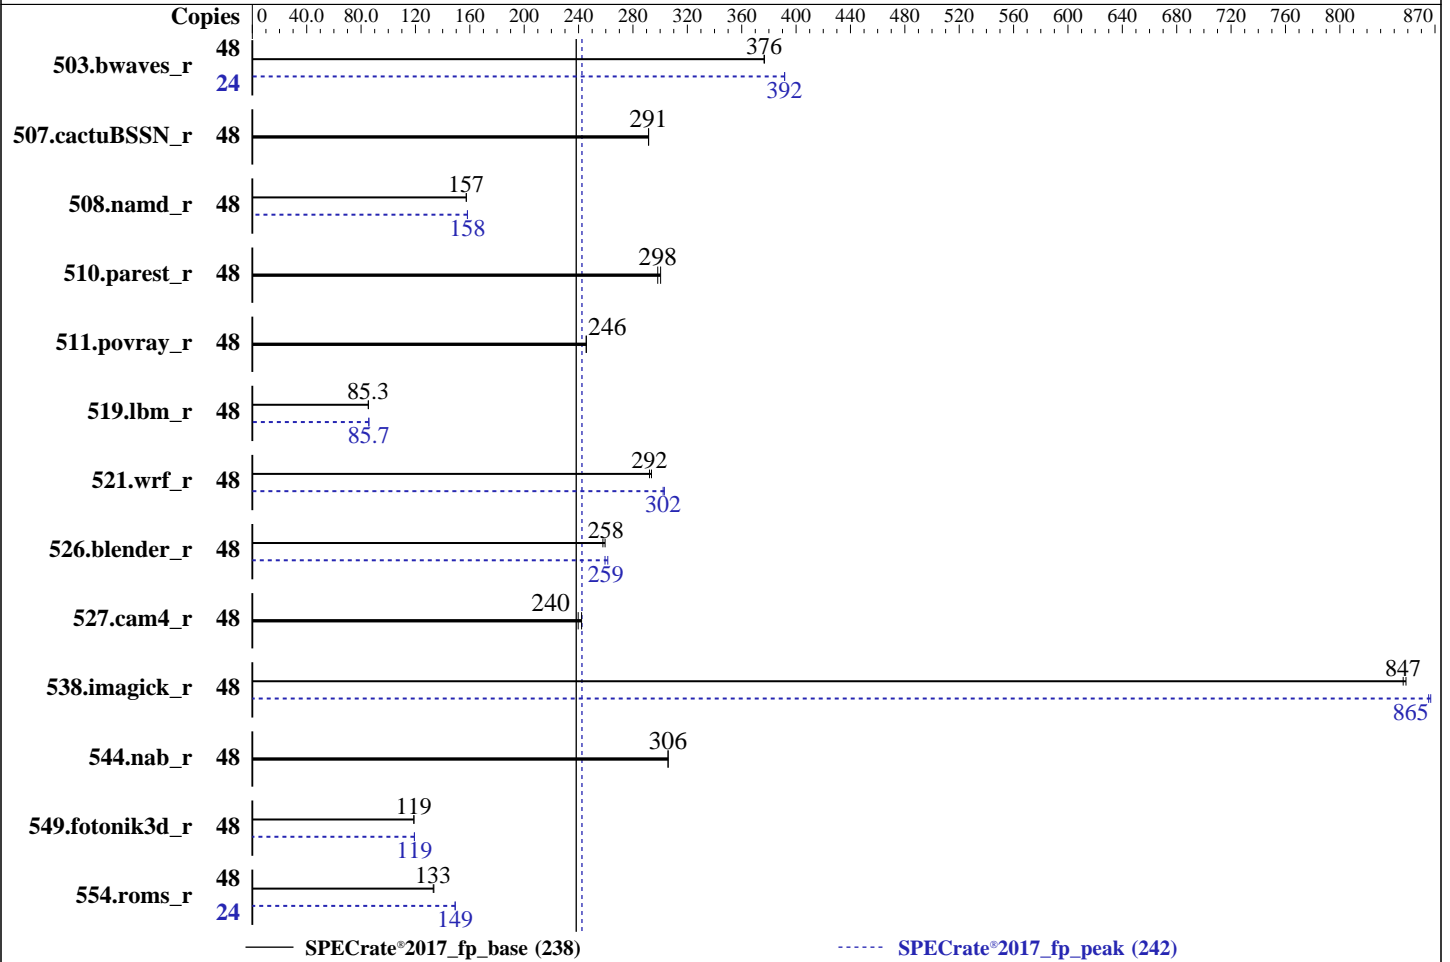 Copies 0 40.0 80.0 120 160 200 240 280 320 360 400 440 480 520 560 600 640 680 720 760 800 870
503.bwaves_r 48 376
24 392
507.cactuBSSN_r 48 291
508.namd_r 48 157
158
510.parest_r 48 298
511.povray_r 48 246
519.lbm_r 48 85.3
85.7
521.wrf_r 48 292
302
526.blender_r 48 258
259
527.cam4_r 48 240
538.imagick_r 48 847
865
544.nab_r 48 306
549.fotonik3d_r 48 119
119
554.roms_r 48 133
24 149
SPECrate®2017_fp_base (238) SPECrate®2017_fp_peak (242)